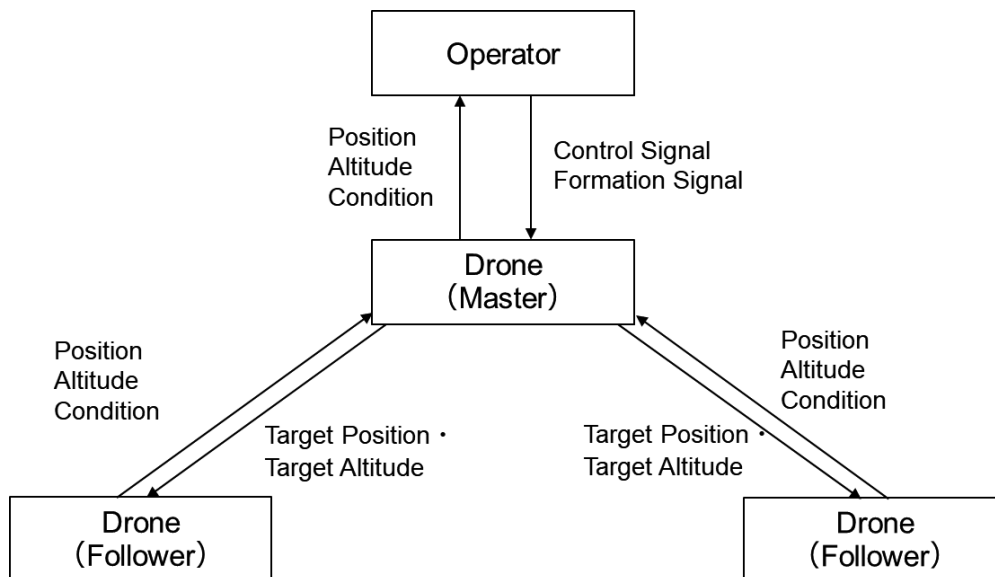 Operator
Position
Altitude
Condition
Control Signal
Formation Signal
Drone
（Master）
Position
Altitude
Condition
Target Position・
Target Altitude
Target Position・
Target Altitude
Position
Altitude
Condition
Drone
（Follower）
Drone
（Follower）